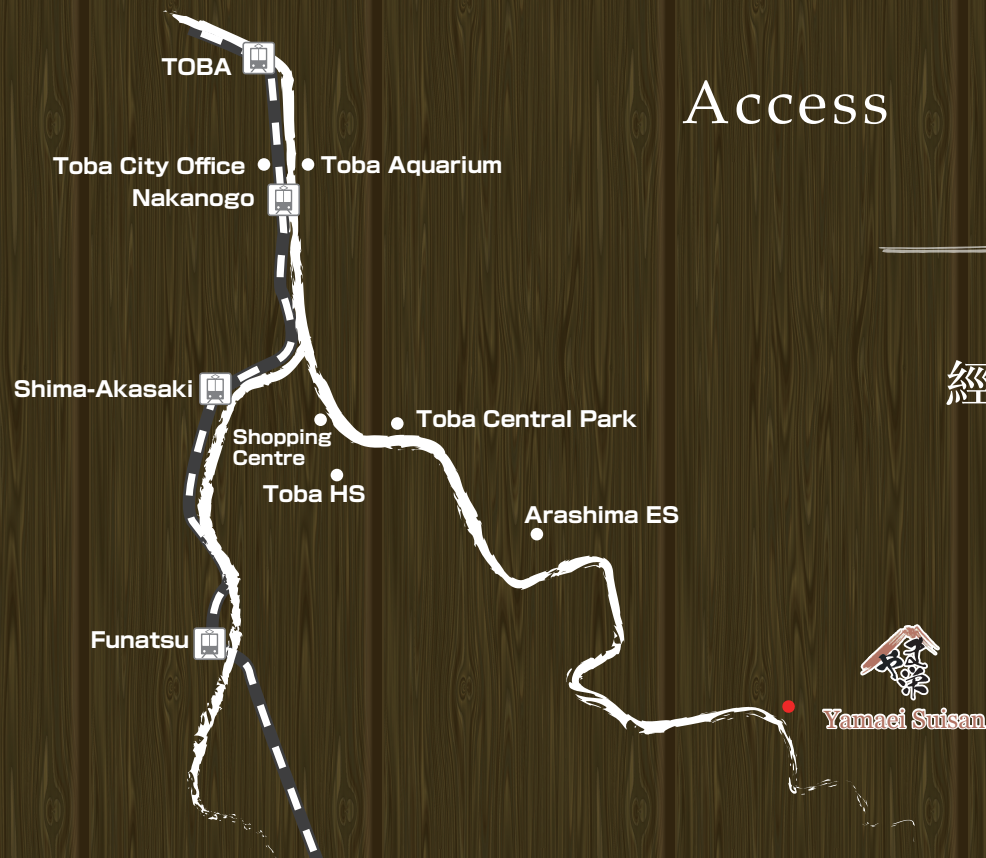 Access
TOBA
Toba City Office
Toba Aquarium
Nakanogo
經
Shima-Akasaki
Toba Central Park
Shopping
Centre
Toba HS
Arashima ES
Funatsu
Yamaei Suisan